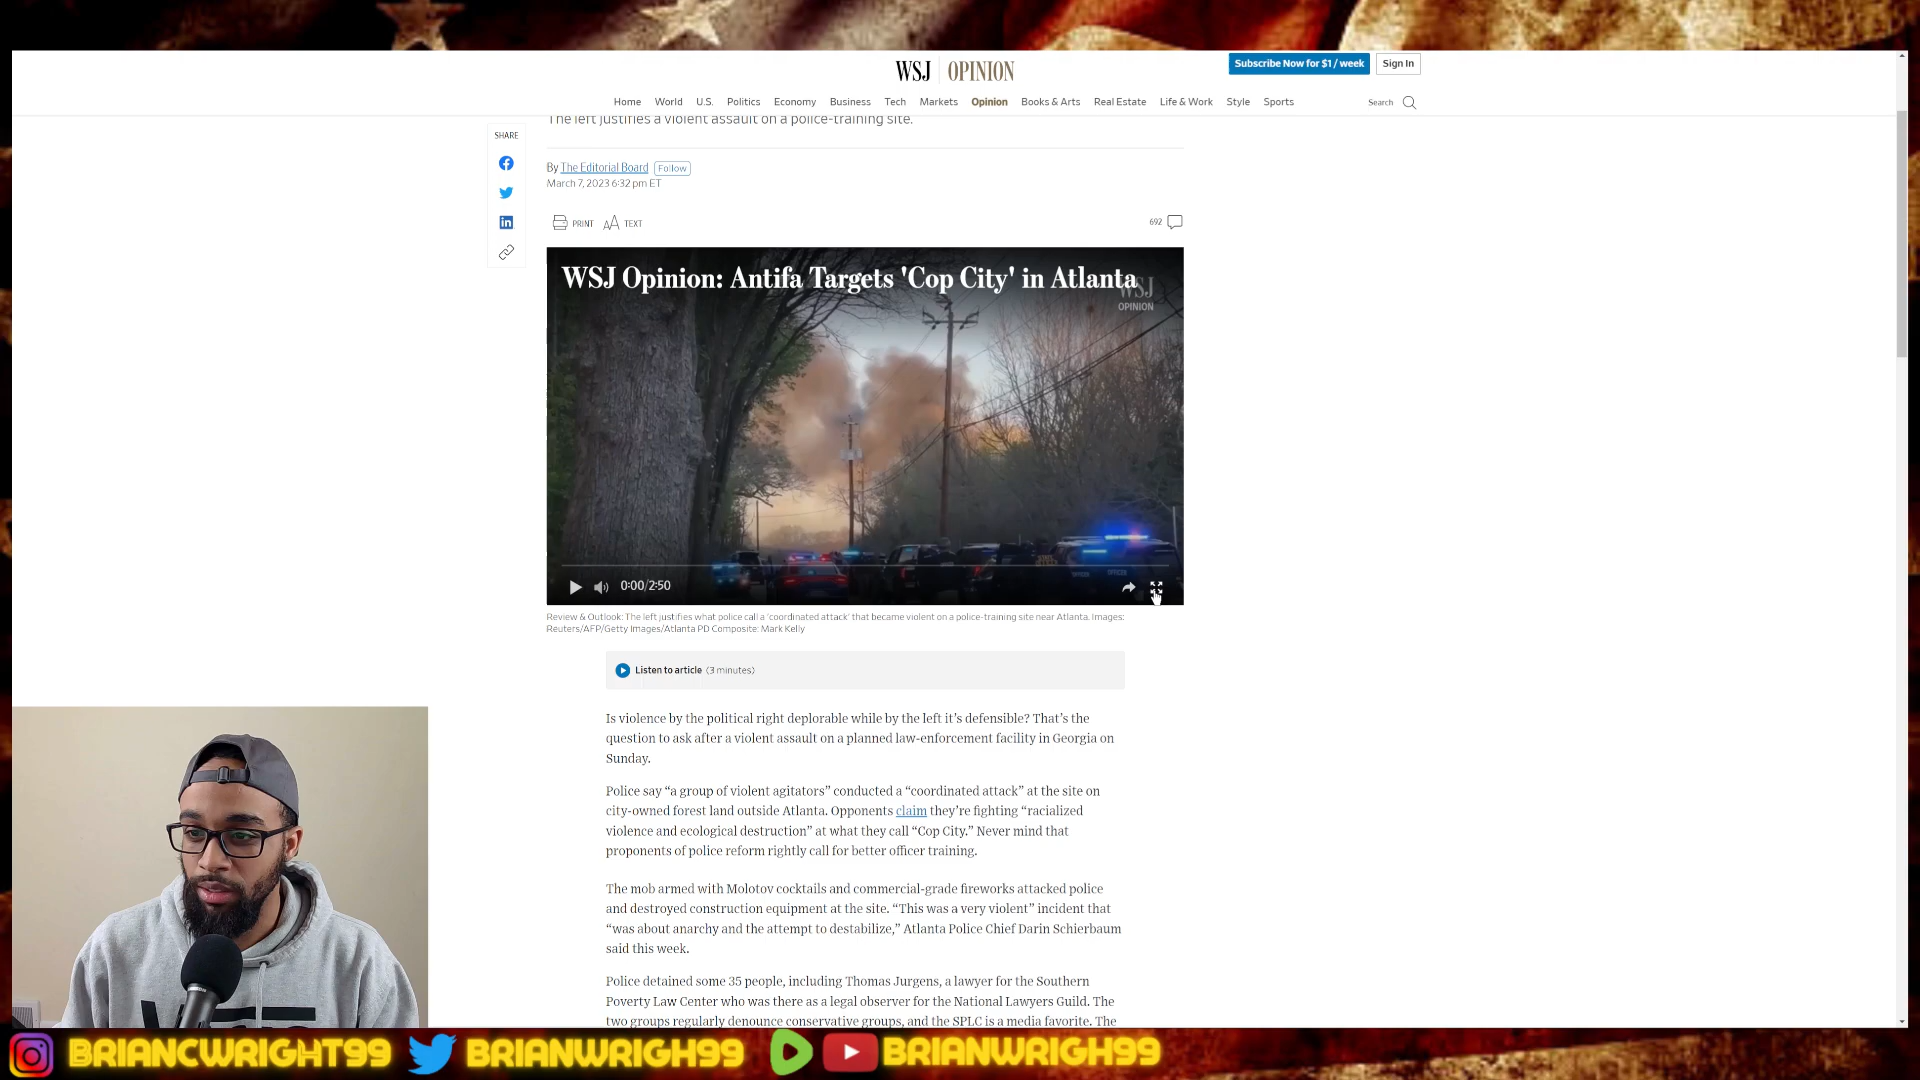 WSJ OPINION
Subscribe Now for $1 / week Sign In
Home World U.S. Politics Economy Business Tech Markets Opinion Books & Arts Real Estate Life & Work Style Sports Search
The left justifies a violent assault on a police-training site.
SHARE
By The Editorial Board Follow
March 7, 2023 6:32 pm ET
PRINT AA TEXT
692
WSJ Opinion: Antifa Targets 'Cop City' in Atlanta
WSJ
OPINION
0:00/2:50
Review & Outlook: The left justifies what police call a 'coordinated attack' that became violent on a police-training site near Atlanta. Images:
Reuters/AFP/Getty Images/Atlanta PD Composite: Mark Kelly
Listen to article (3 minutes)
Is violence by the political right deplorable while by the left it's defensible? That's the
question to ask after a violent assault on a planned law-enforcement facility in Georgia on
Sunday.
Police say “a group of violent agitators” conducted a “coordinated attack” at the site on
city-owned forest land outside Atlanta. Opponents claim they're fighting “racialized
violence and ecological destruction” at what they call “Cop City.” Never mind that
proponents of police reform rightly call for better officer training.
The mob armed with Molotov cocktails and commercial-grade fireworks attacked police
and destroyed construction equipment at the site. “This was a very violent” incident that
“was about anarchy and the attempt to destabilize,” Atlanta Police Chief Darin Schierbaum
said this week.
Police detained some 35 people, including Thomas Jurgens, a lawyer for the Southern
Poverty Law Center who was there as a legal observer for the National Lawyers Guild. The
two groups regularly denounce conservative groups, and the SPLC is a media favorite. The
BRIANCWRIGHT99 BRIANWRIGH99 BRIANWRIGH99